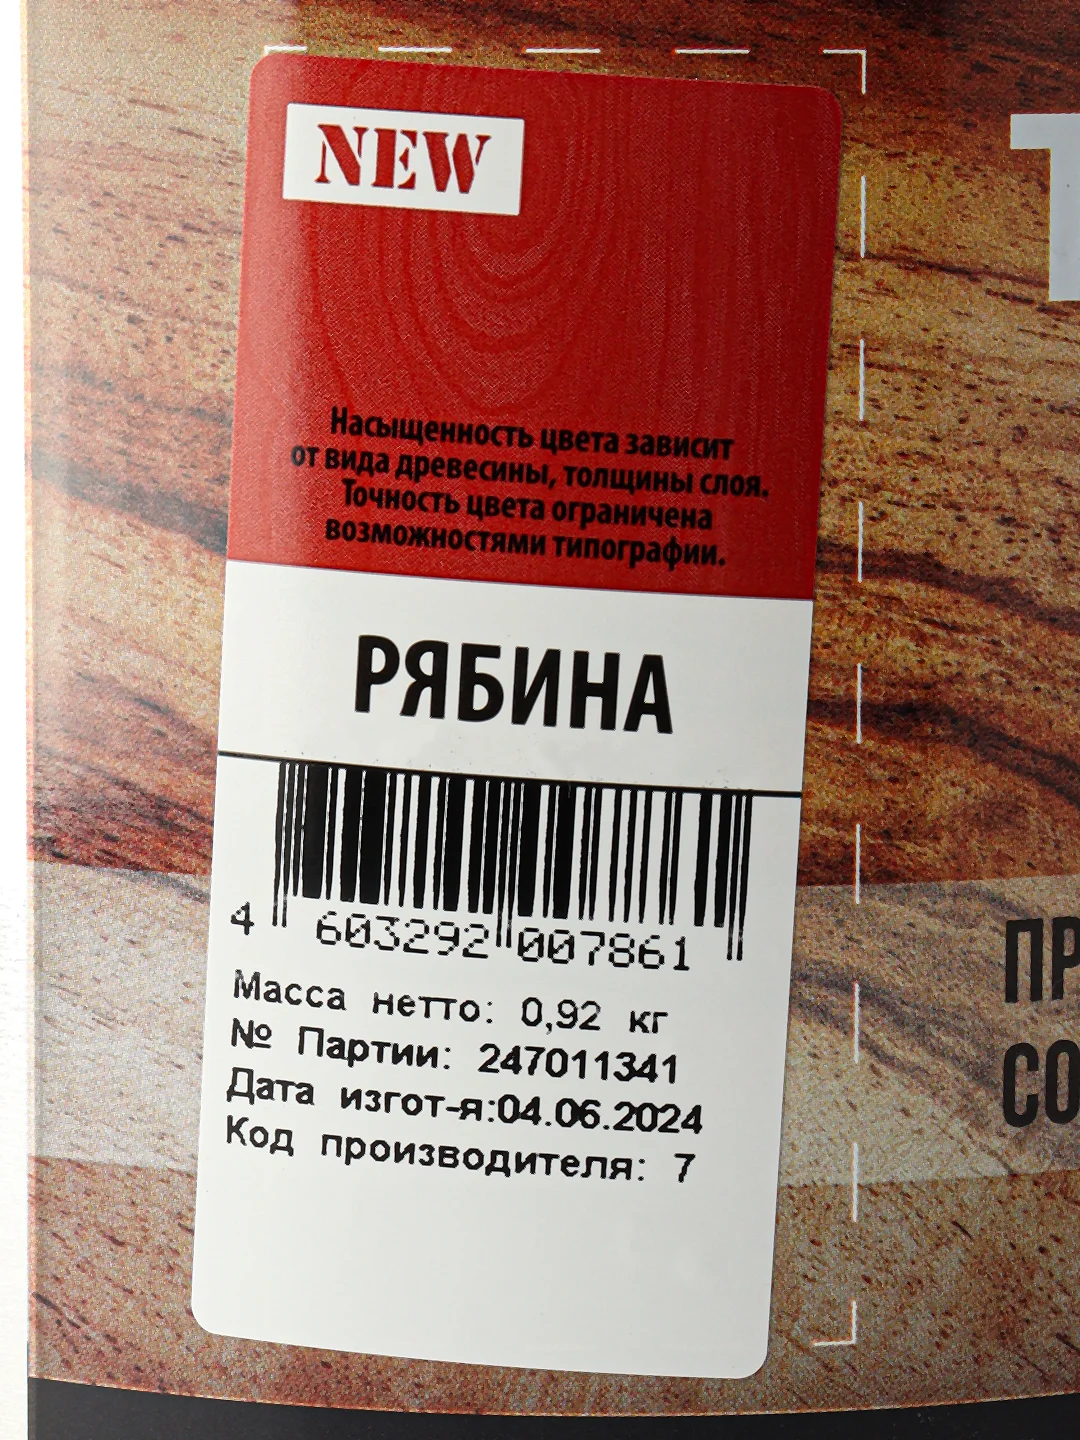 NEW
Насыщенность цвета зависит
от вида древесины, толщины слоя.
Точность цвета ограничена
возможностями типографии.
РЯБИНА
4 603292 007861
Масса нетто: 0,92 кг
№ Партии: 247011341
Дата изгот-я:04.06.2024
Код производителя: 7